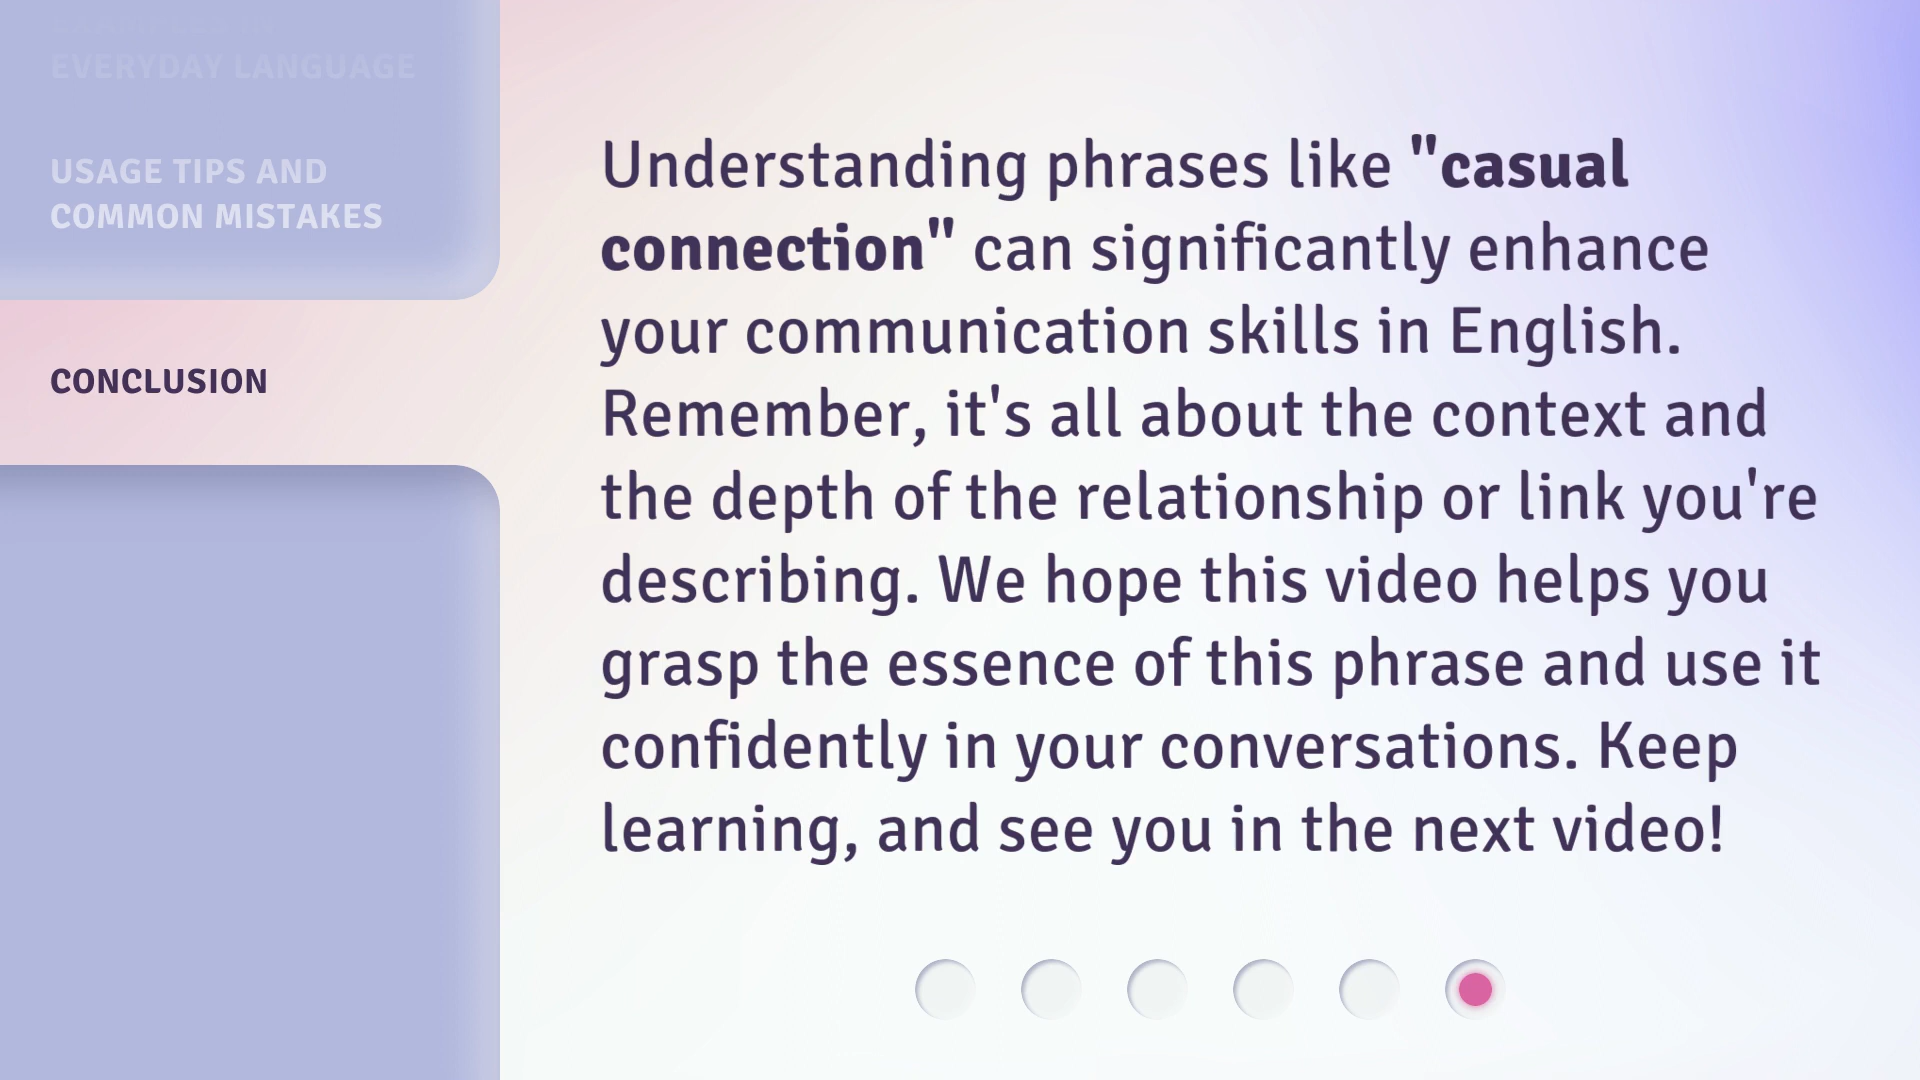 EVERYDAY LANGUAGE
USAGE TIPS AND
COMMON MISTAKES
CONCLUSION
Understanding phrases like "casual
connection" can significantly enhance
your communication skills in English.
Remember, it's all about the context and
the depth of the relationship or link you're
describing. We hope this video helps you
grasp the essence of this phrase and use it
confidently in your conversations. Keep
learning, and see you in the next video!